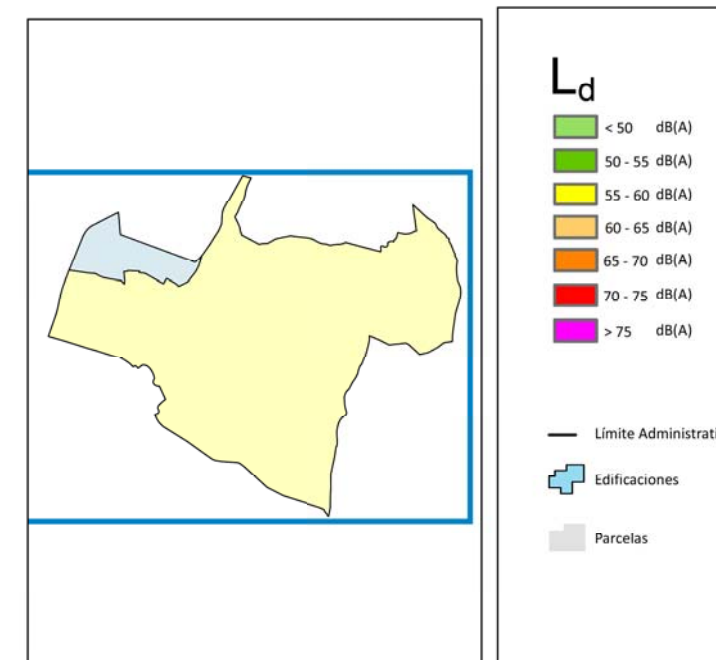 Ld
< 50 dB(A)
50 - 55 dB(A)
55 - 60 dB(A)
60 - 65 dB(A)
65 - 70 dB(A)
70 - 75 dB(A)
> 75 dB(A)
Límite Administrati
Edificaciones
Parcelas